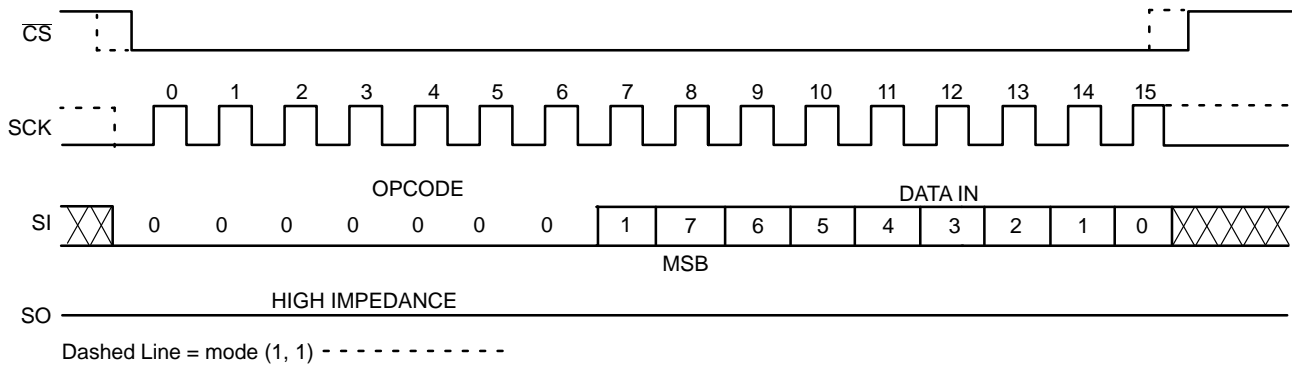 CS
0 1 2 3 4 5 6 7 8 9 10 11 12 13 14 15
SCK
OPCODE DATA IN
SI 0 0 0 0 0 0 0 1 7 6 5 4 3 2 1 0
MSB
HIGH IMPEDANCE
SO
Dashed Line = mode (1, 1)